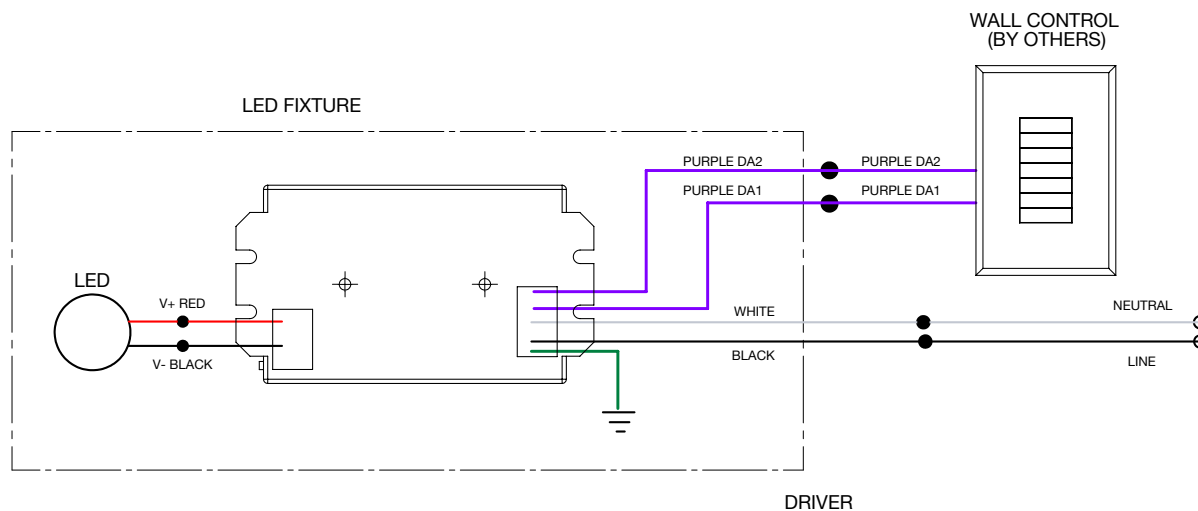 WALL CONTROL
(BY OTHERS)
LED FIXTURE
PURPLE DA2
PURPLE DA2
PURPLE DA1
PURPLE DA1
LED
V+ RED
WHITE
NEUTRAL
V- BLACK
BLACK
LINE
DRIVER